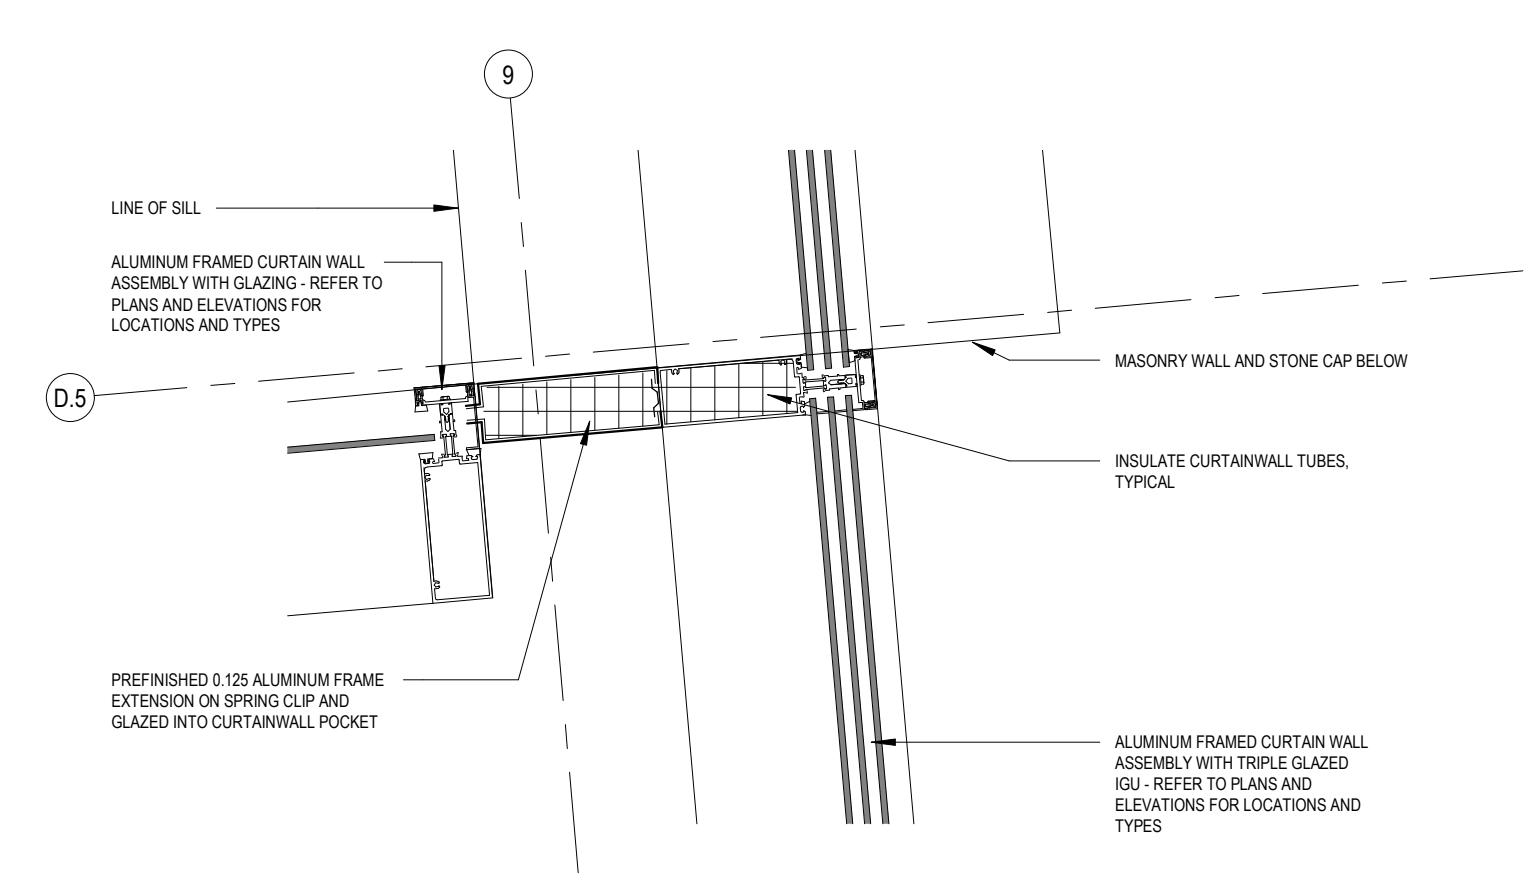 9
LINE OF SILL
ALUMINUM FRAMED CURTAIN WALL
ASSEMBLY WITH GLAZING - REFER TO
PLANS AND ELEVATIONS FOR
LOCATIONS AND TYPES
D.5
MASONRY WALL AND STONE CAP BELOW
INSULATE CURTAINWALL TUBES,
TYPICAL
PREFINISHED 0.125 ALUMINUM FRAME
EXTENSION ON SPRING CLIP AND
GLAZED INTO CURTAINWALL POCKET
ALUMINUM FRAMED CURTAIN WALL
ASSEMBLY WITH TRIPLE GLAZED
IGU - REFER TO PLANS AND
ELEVATIONS FOR LOCATIONS AND
TYPES